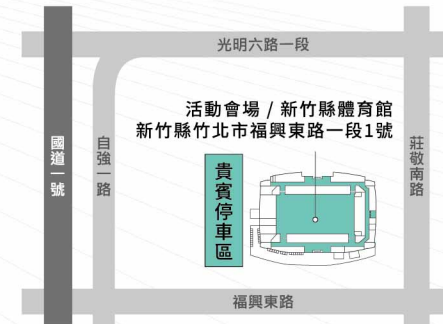 光明六路一段
活動會場 / 新竹縣體育館
新竹縣竹北市福興東路一段1號
國道一號
自強一路
貴賓停車區
莊敬南路
福興東路